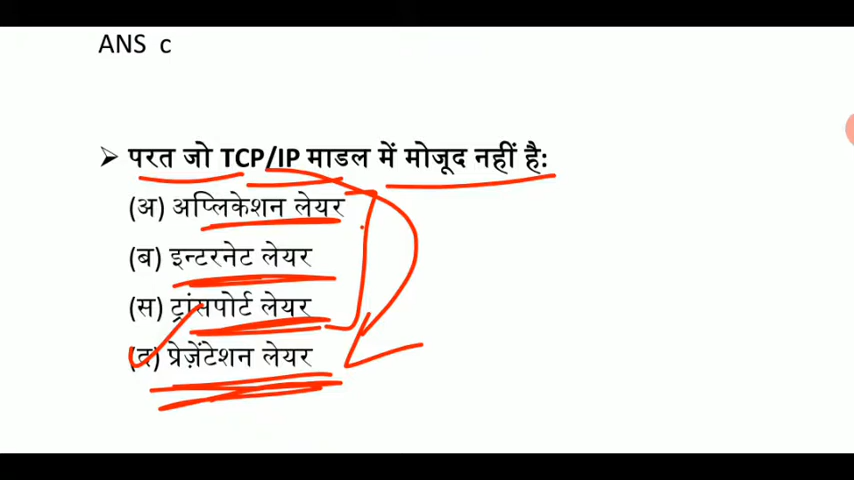 ANS c
➢ परत जो TCP/IP माडल में मोजूद नहीं है:
(अ) अप्लिकेशन लेयर
(ब) इन्टरनेट लेयर
(स) ट्रांसपोर्ट लेयर
(द) प्रेज़ेंटेशन लेयर